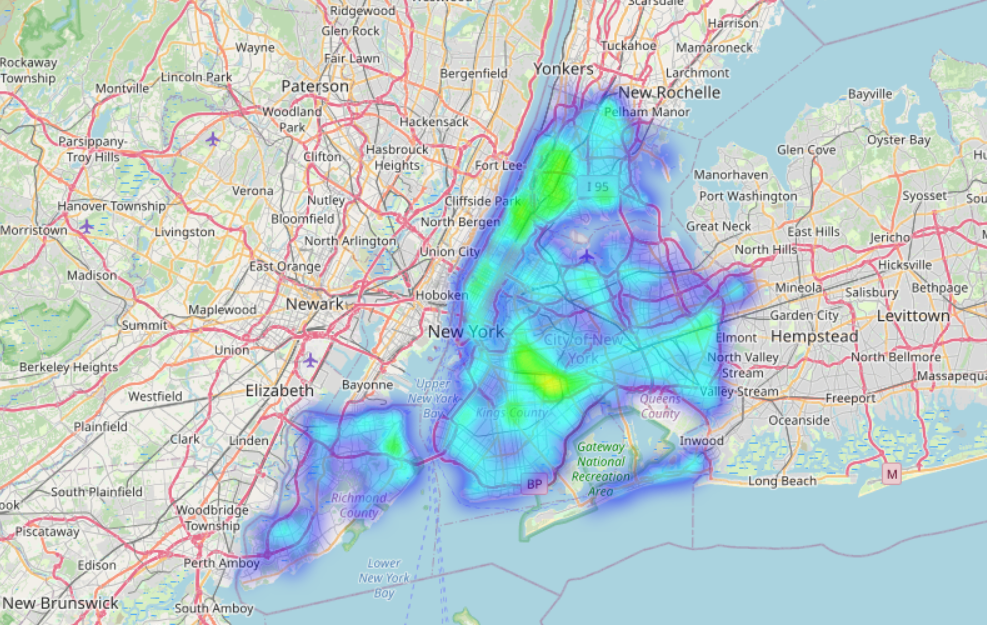 Ridgewood
Scarsdale
Glen Rock
Harrison
Rockaway
Township
Wayne
Fair Lawn
Tuckahoe
Mamaroneck
Lincoln Park
Bergenfield
Yonkers
Larchmont
Montville
Paterson
New Rochelle
Bayville
Woodland
Park
Hackensack
Pelham Manor
Parsippany-
Troy Hills
Hasbrouck
Heights
Clifton
Fort Lee
Glen Cove
Oyster Bay
Manorhaven
Verona
Nutley
Cliffside Park
I 95
Port Washington
Syosset
Hanover Township
Bloomfield
North Bergen
Morristown
Livingston
North Arlington
Union City
Great Neck
East Hills
Jericho
North Hills
Madison
East Orange
Hicksville
Newark
Hoboken
Mineola
Salisbury
Bethpage
Maplewood
Garden City
Levittown
Summit
New York
City of New
York
Elmont
Hempstead
Union
North Valley
Stream
North Bellmore
Berkeley Heights
Elizabeth
Bayonne
Upper
New York
Bay
Valley Stream
Massapequa
Westfield
Kings County
Queens
County
Freeport
Plainfield
Oceanside
Clark
Linden
Inwood
Gateway
National
Recreation
Area
M
BP
Long Beach
South Plainfield
Richmond
County
Woodbridge
Township
Piscataway
Edison
Perth Amboy
Lower
New York
Bay
New Brunswick
South Amboy